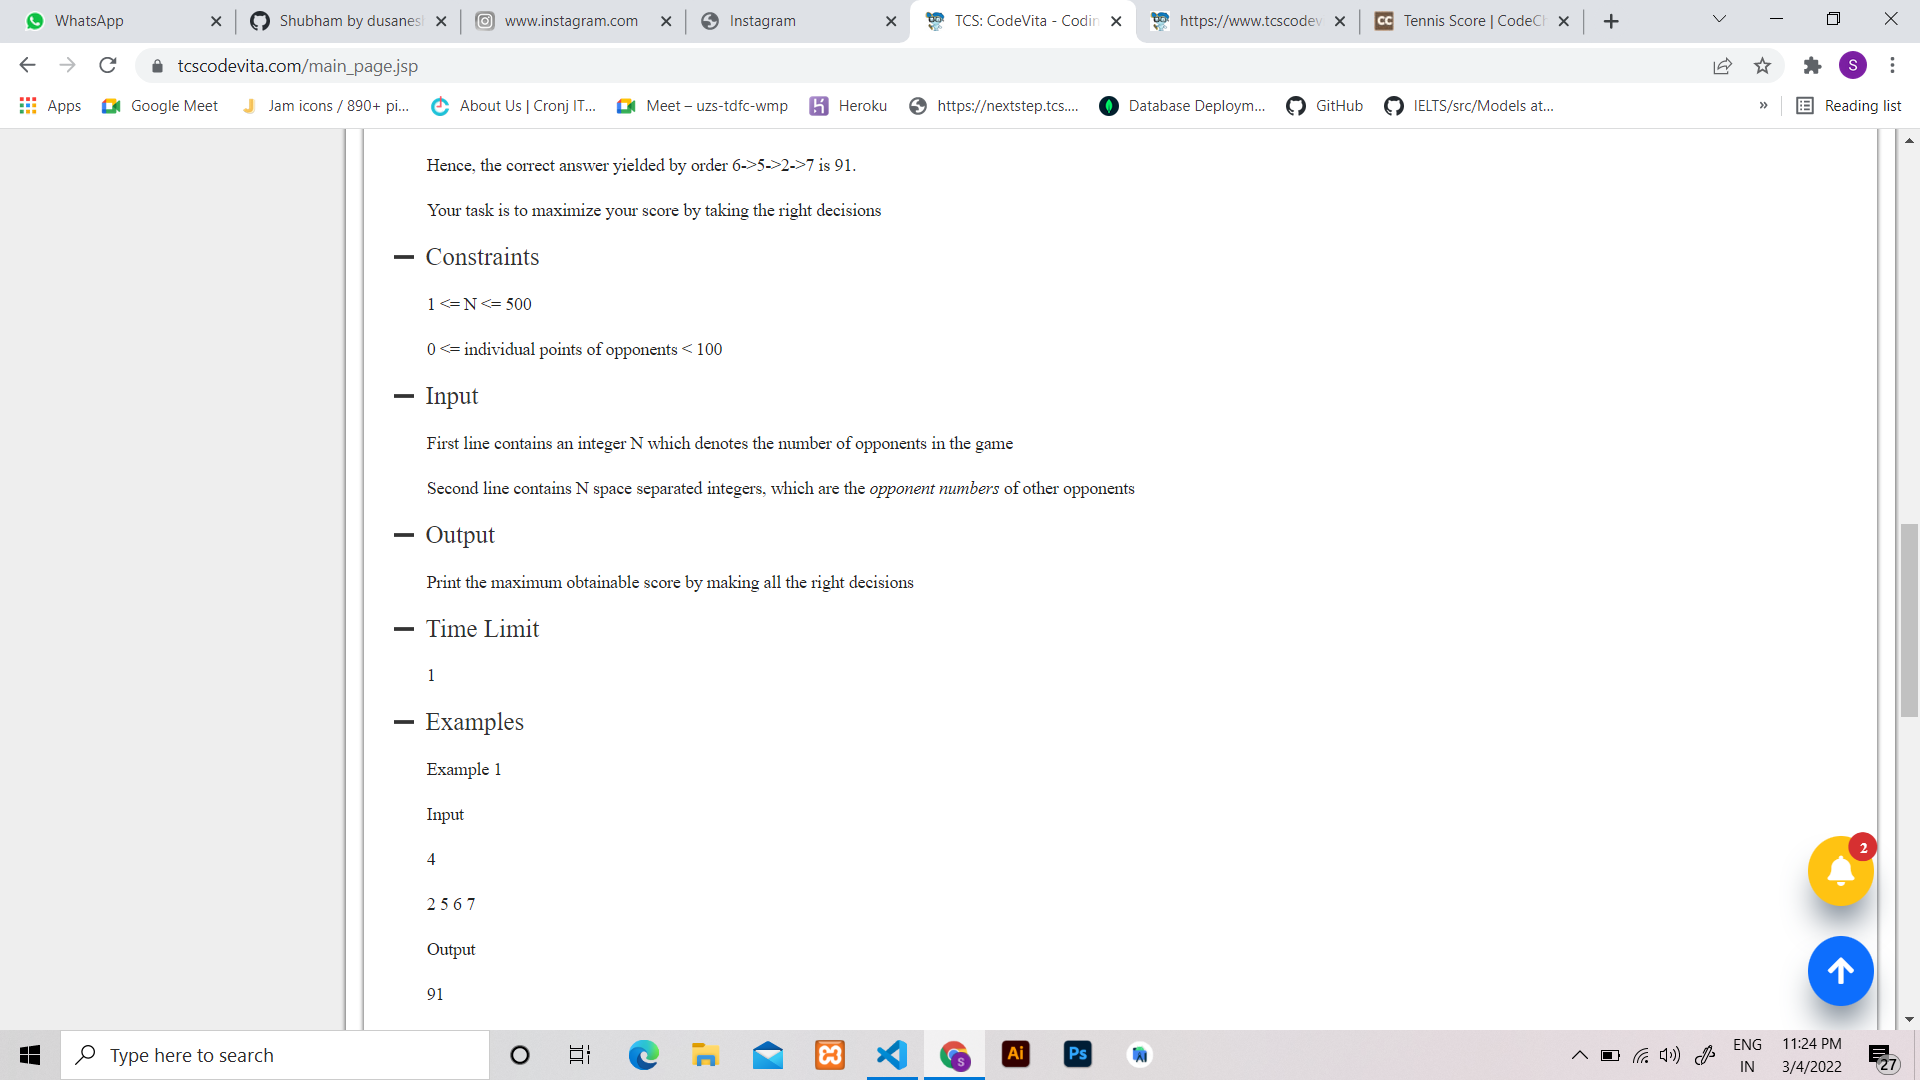 WhatsApp
Shubham by dusanesl
www.instagram.com
Instagram
TCS: CodeVita - Codin
https://www.tcscodev
Tennis Score | CodeCh
tcscodevita.com/main_page.jsp
S
Apps
Google Meet
Jam icons / 890+ pi...
About Us | Cronj IT...
Meet – uzs-tdfc-wmp
Heroku
https://nextstep.tcs....
Database Deploym...
GitHub
IELTS/src/Models at...
»
Reading list
Hence, the correct answer yielded by order 6->5->2->7 is 91.
Your task is to maximize your score by taking the right decisions
Constraints
1 <= N <= 500
0 <= individual points of opponents < 100
Input
First line contains an integer N which denotes the number of opponents in the game
Second line contains N space separated integers, which are the opponent numbers of other opponents
Output
Print the maximum obtainable score by making all the right decisions
Time Limit
1
Examples
Example 1
Input
4
2 5 6 7
Output
91
2
Type here to search
S
Ai
Ps
ENG
IN
11:24 PM
3/4/2022
27